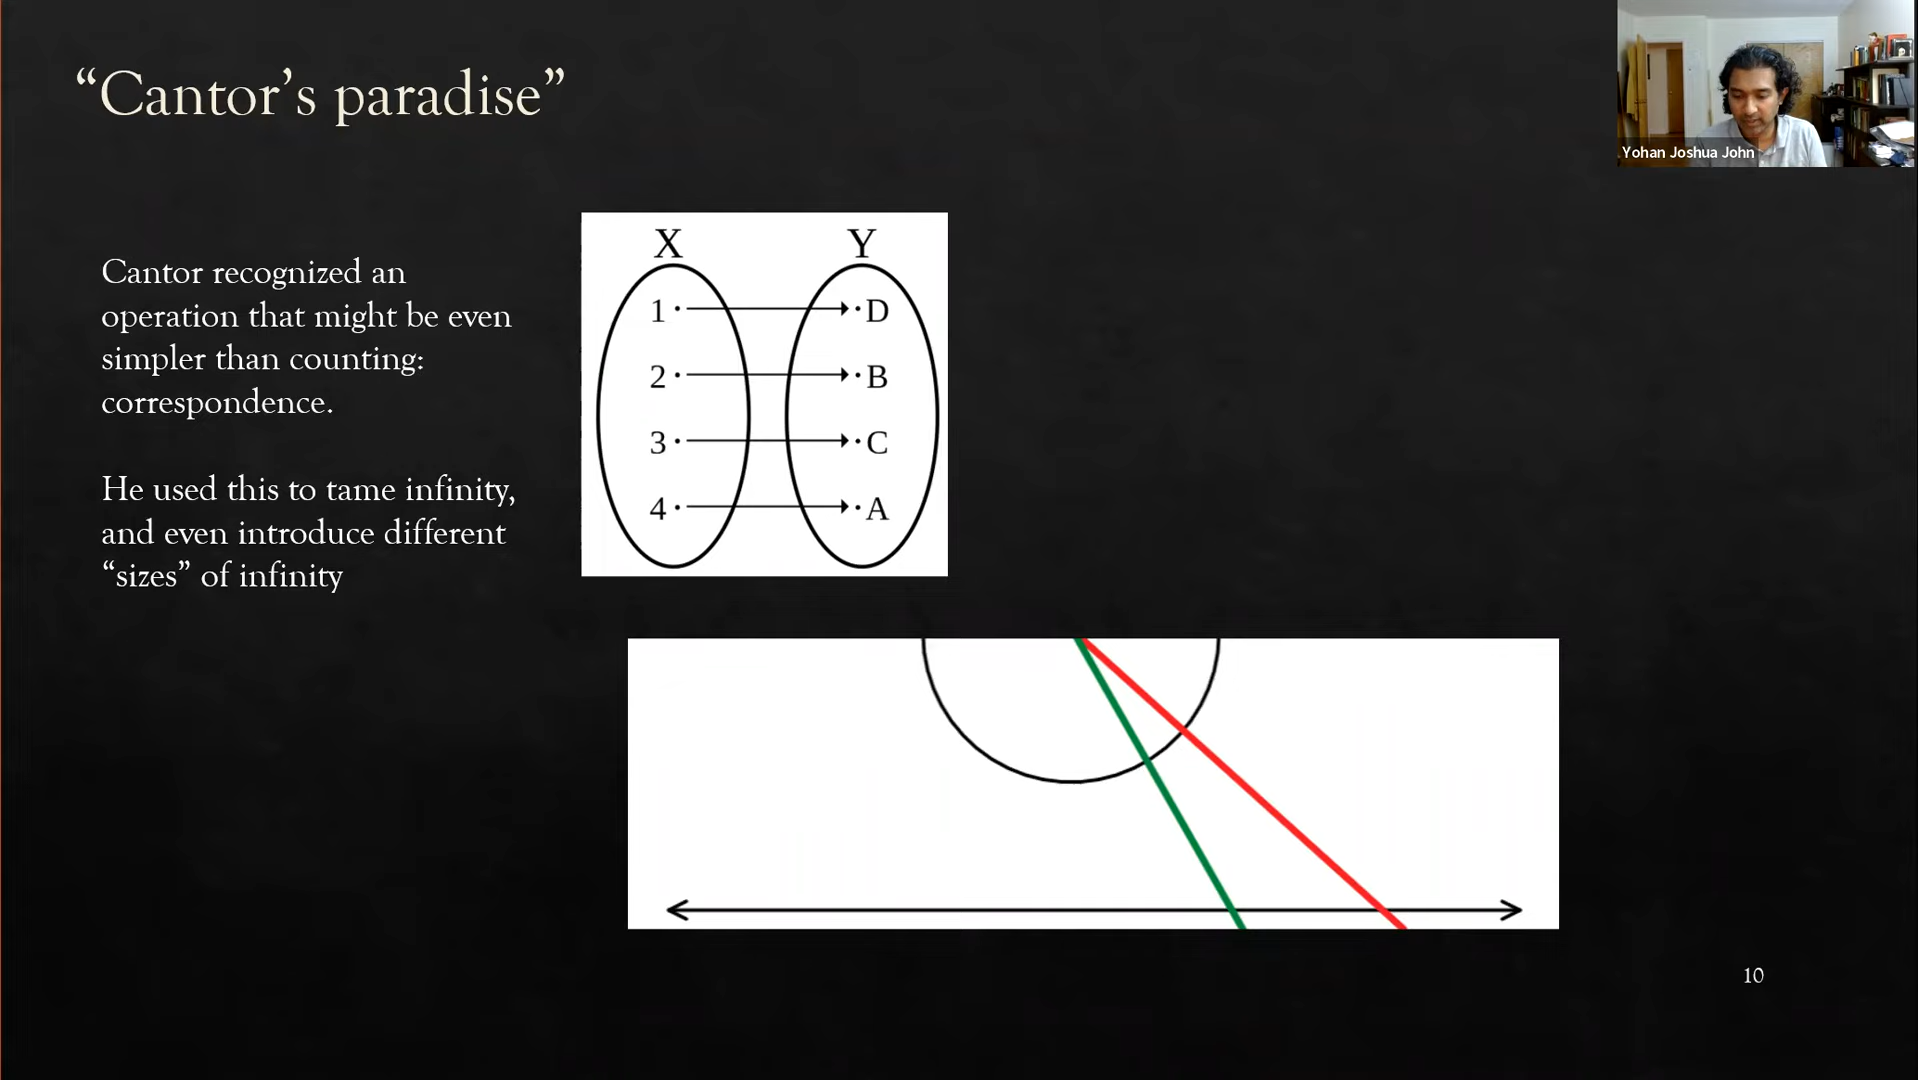 “Cantor’s paradise”
Yohan Joshua John
Cantor recognized an
operation that might be even
simpler than counting:
correspondence.
He used this to tame infinity,
and even introduce different
“sizes” of infinity
X Y
1 D
2 B
3 C
4 A
10